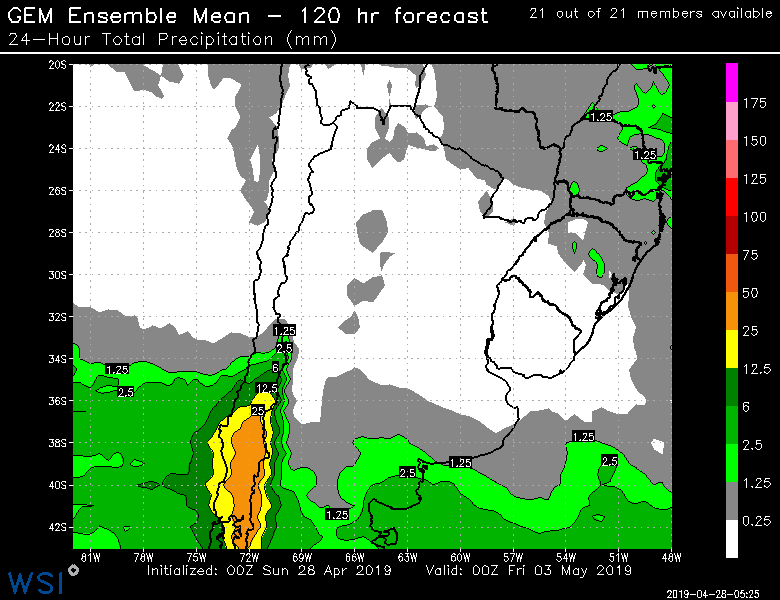 GEM Ensemble Mean – 120 hr forecast
21 out of 21 members available
24–Hour Total Precipitation (mm)
20S
22S
24S
26S
28S
30S
32S
34S
36S
38S
40S
42S
1.25
1.25
1.25
2.5
6
12.5
25
1.25
2.5
1.25
2.5
1.25
2.5
1.25
175
150
125
100
75
50
25
12.5
6
2.5
1.25
0.25
81W 78W 75W 72W 69W 66W 63W 60W 57W 54W 51W 48W
Initialized: 00Z Sun 28 Apr 2019 Valid: 00Z Fri 03 May 2019
WSI
2019-04-28-05:25